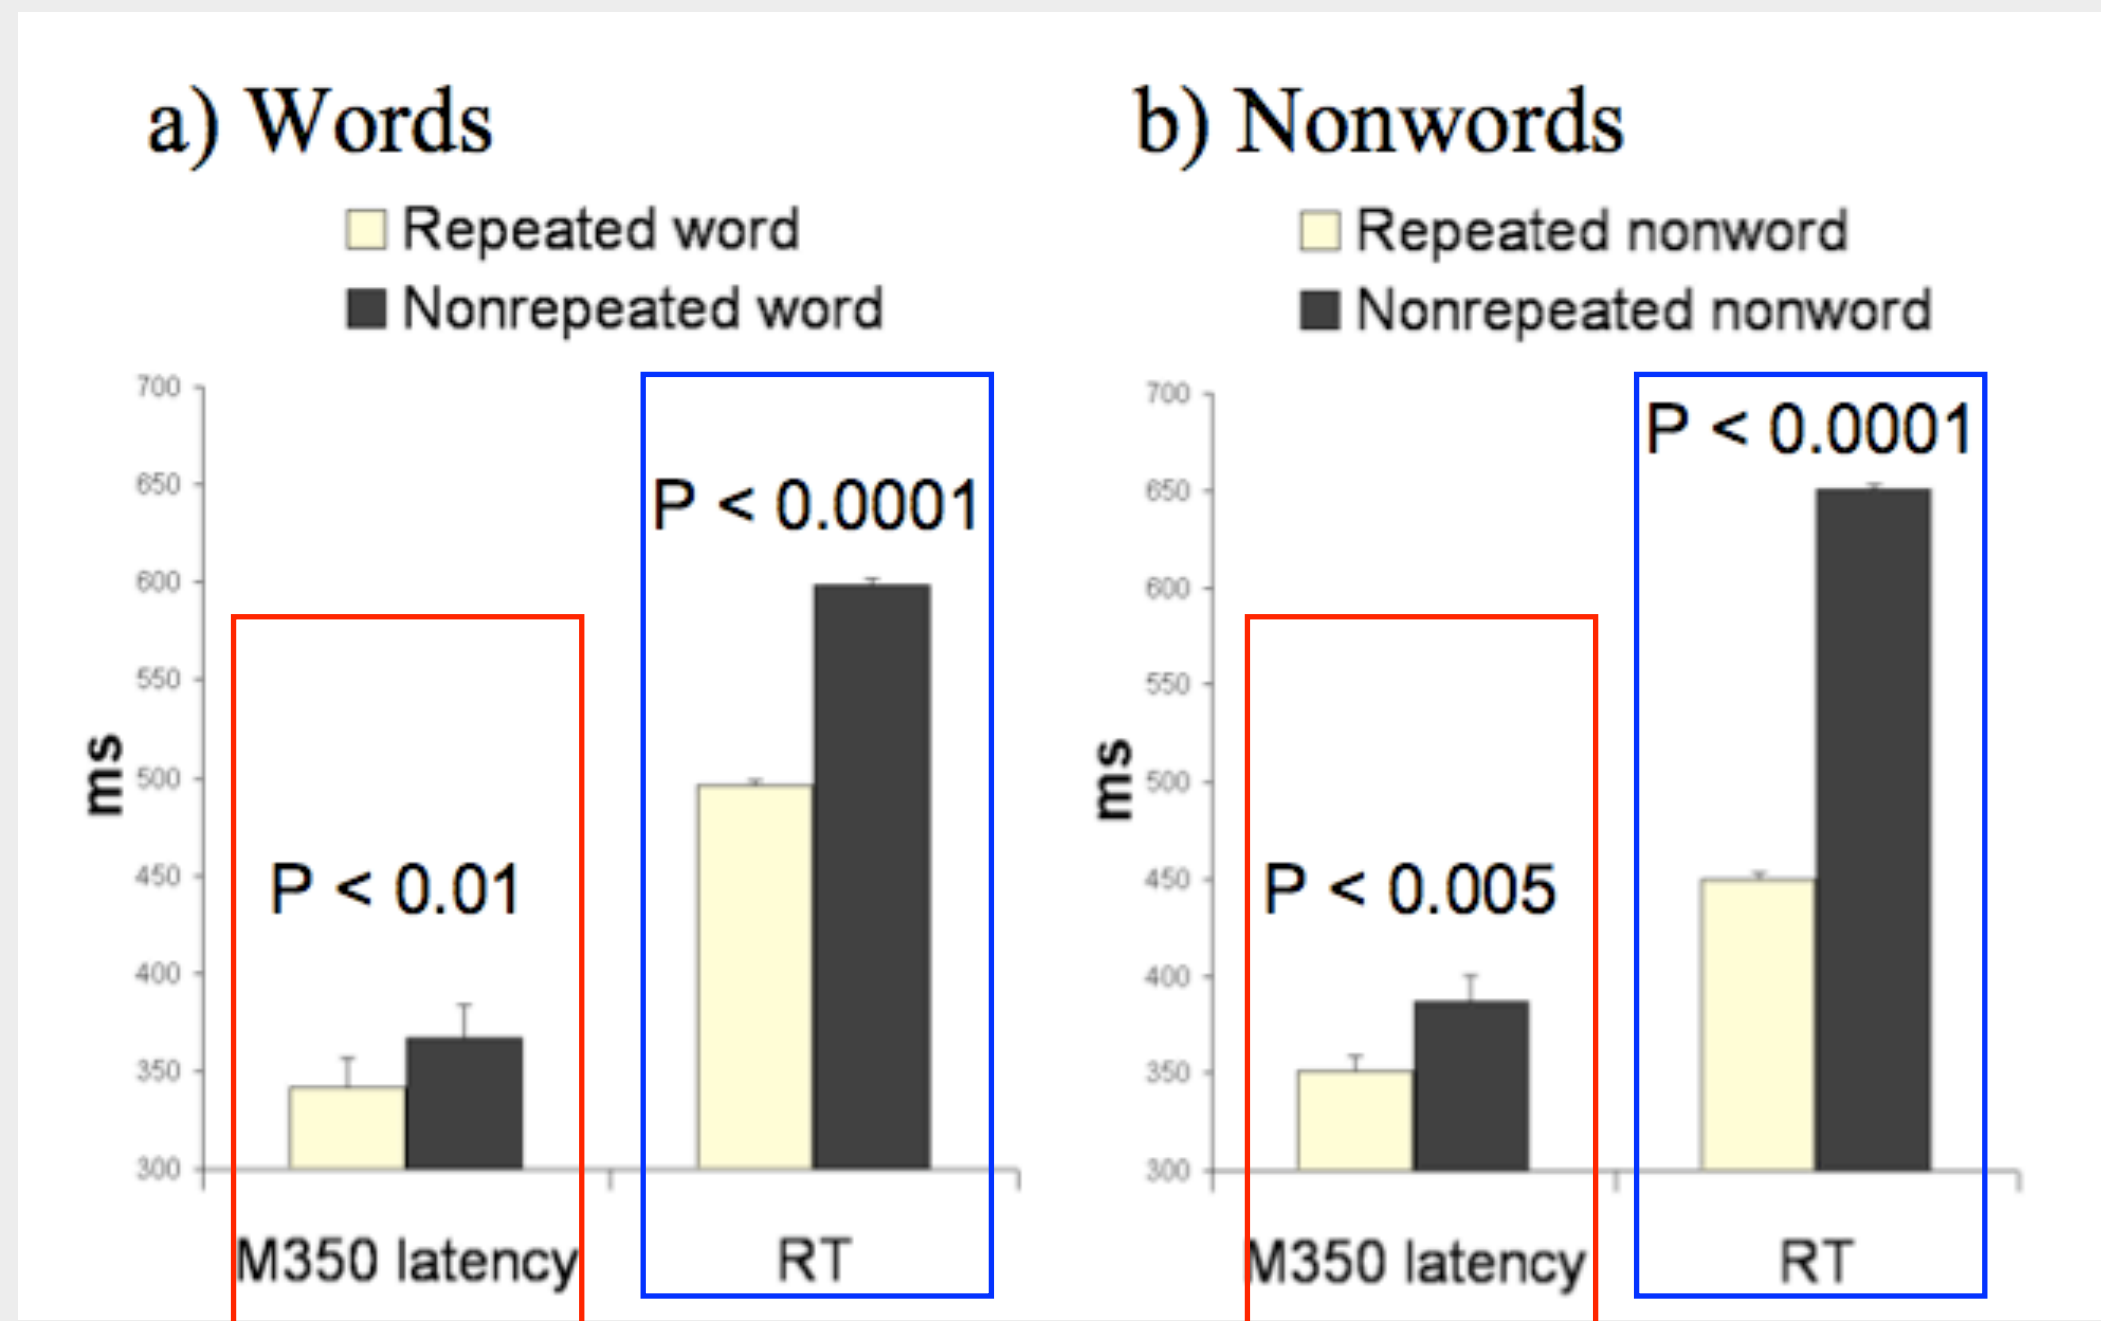 a) Words
Repeated word
Nonrepeated word
700
650
600
550
500
450
400
350
300
ms
P < 0.01
P < 0.0001
M350 latency
RT
b) Nonwords
Repeated nonword
Nonrepeated nonword
700
650
600
550
500
450
400
350
300
ms
P < 0.005
P < 0.0001
M350 latency
RT